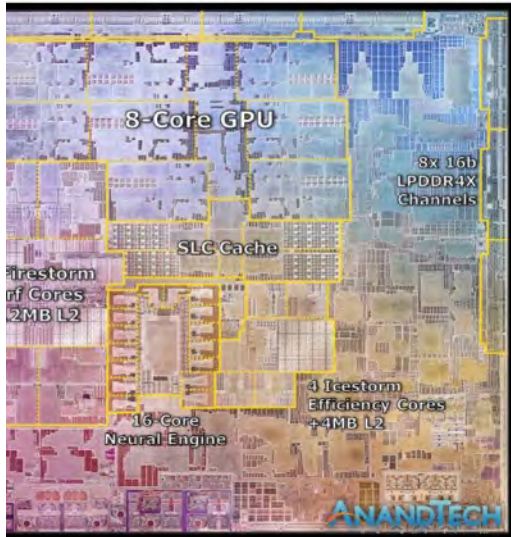 8-Core GPU
8x 16b
LPDDR4X
Channels
SLC Cache
Firestorm
rf Cores
2MB L2
4 Icestorm
Efficiency Cores
+4MB L2
16-Core
Neural Engine
ANANDTECH